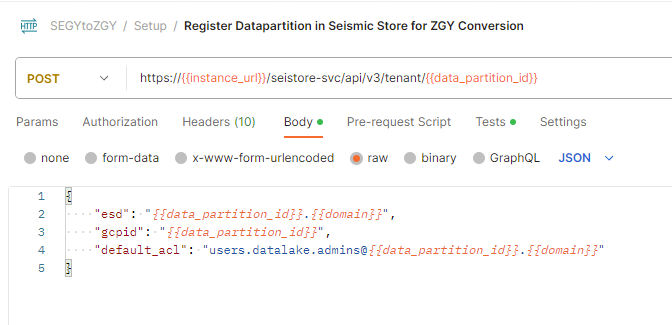 HTTP SEGYtoZGY / Setup / Register Datapartition in Seismic Store for ZGY Conversion
POST https://{{instance_url}}/seistore-svc/api/v3/tenant/{{data_partition_id}}
Params Authorization Headers (10) Body Pre-request Script Tests Settings
none form-data x-www-form-urlencoded raw binary GraphQL JSON
1 {
2 ····"esd":·"{{data_partition_id}}.{{domain}}",
3 ····"gcpid":·"{{data_partition_id}}",
4 ····"default_acl":·"users.datalake.admins@{{data_partition_id}}.{{domain}}"
5 }